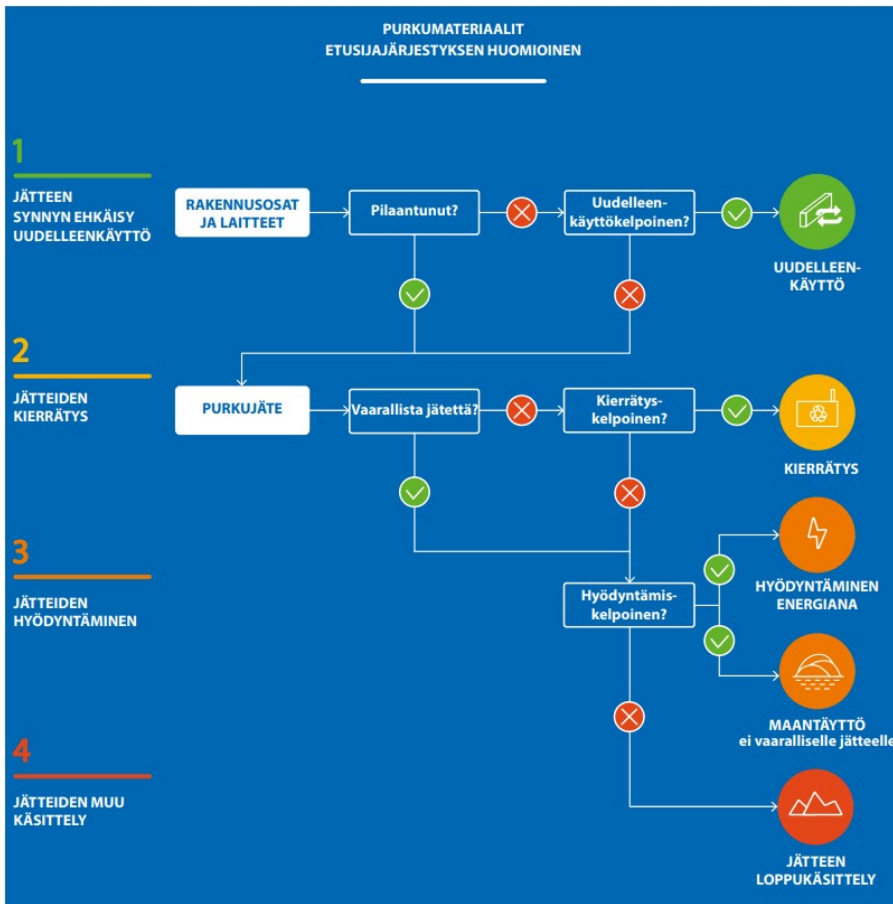 PURKUMATERIAALIT
ETUSIJAJÄRJESTYKSEN HUOMIOINEN
1
JÄTTEEN
SYNNYN EHKÄISY
UUDELLEENKÄYTTÖ
RAKENNUSOSAT
JA LAITTEET
Pilaantunut?
Uudelleen-
käyttökelpoinen?
UUDELLEEN-
KÄYTTÖ
2
JÄTTEIDEN
KIERRÄTYS
PURKUJÄTE
Vaarallista jätettä?
Kierrätys-
kelpoinen?
KIERRÄTYS
3
JÄTTEIDEN
HYÖDYNTÄMINEN
Hyödyntämis-
kelpoinen?
HYÖDYNTÄMINEN
ENERGIANA
MAANTÄYTTÖ
ei vaaralliselle jätteelle
4
JÄTTEIDEN MUU
KÄSITTELY
JÄTTEEN
LOPPUKÄSITTELY